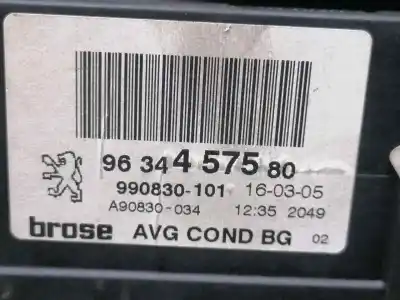 96 34 4 575 80
990830-101 16-03-05
A90830-034 12:35 2049
brose AVG COND BG 02